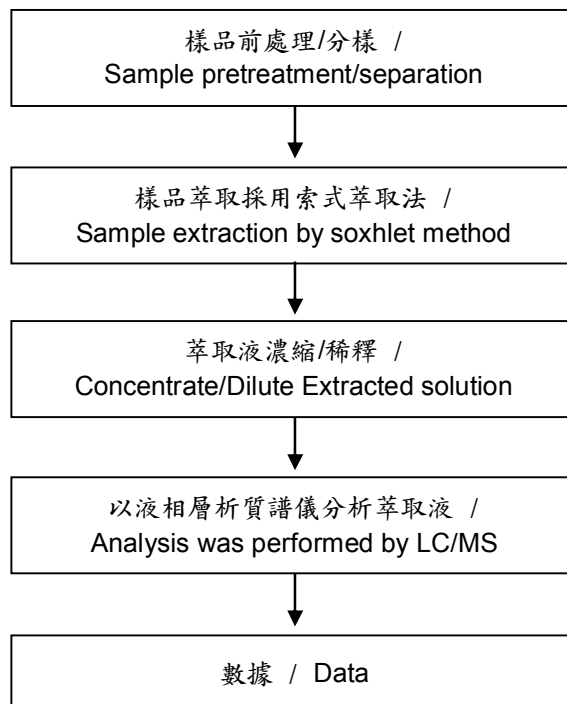 樣品前處理/分樣 /
Sample pretreatment/separation
樣品萃取採用索式萃取法 /
Sample extraction by soxhlet method
萃取液濃縮/稀釋 /
Concentrate/Dilute Extracted solution
以液相層析質譜儀分析萃取液 /
Analysis was performed by LC/MS
數據 / Data